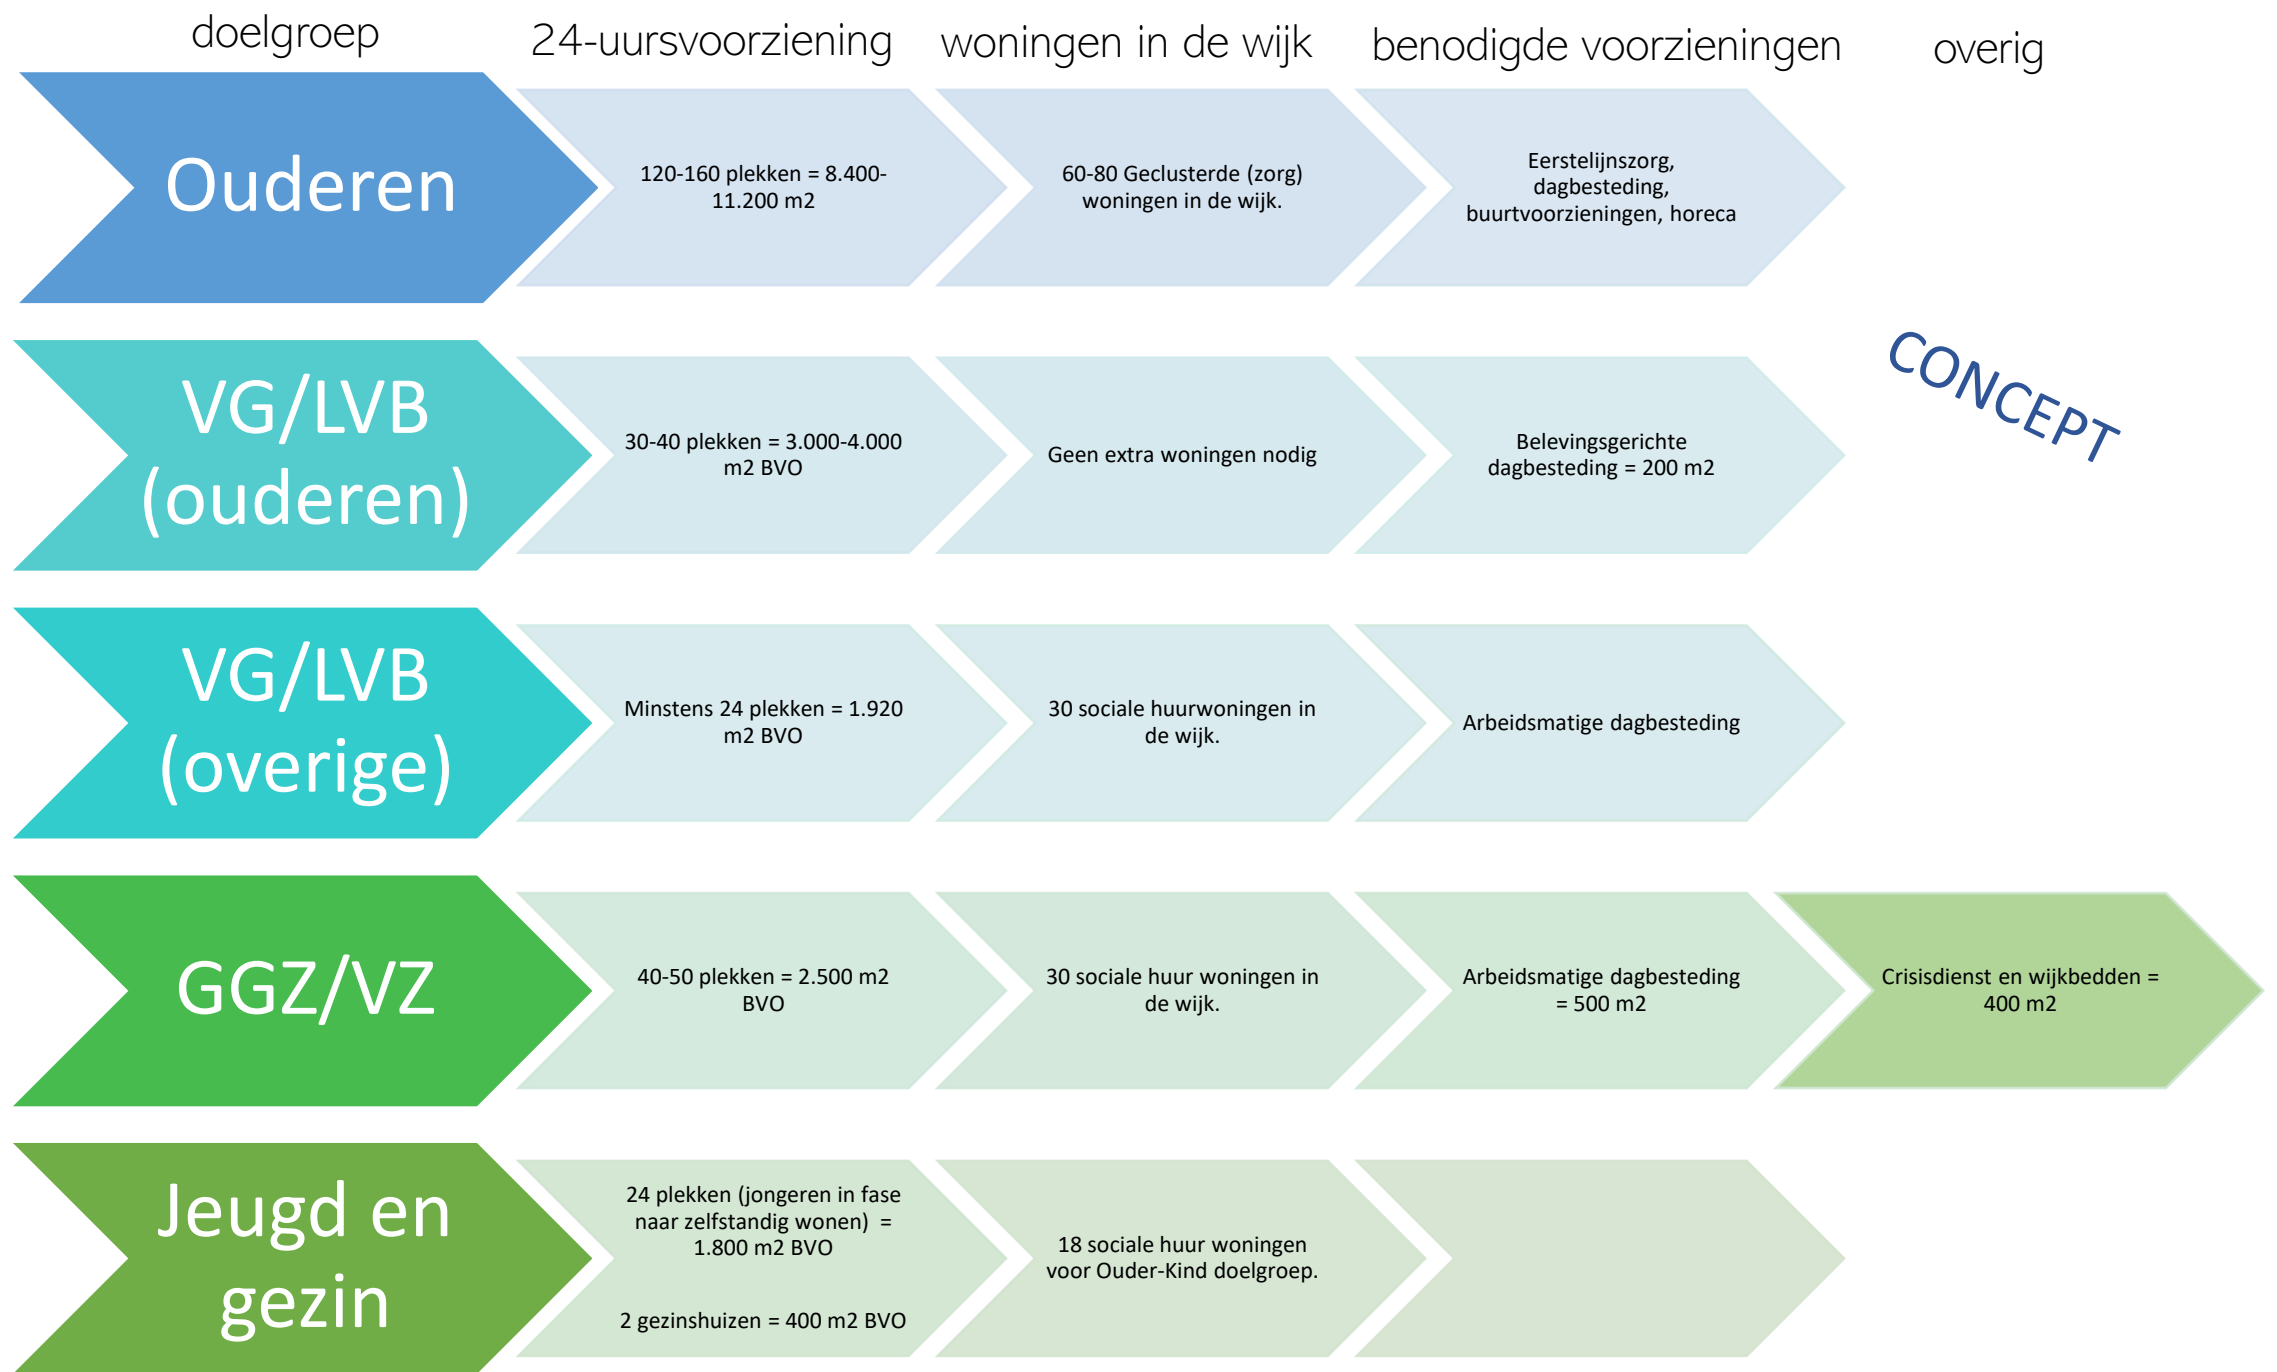 doelgroep
24-uursvoorziening
woningen in de wijk
benodigde voorzieningen
overig
Ouderen
120-160 plekken = 8.400-
11.200 m2
60-80 Geclusterde (zorg)
woningen in de wijk.
Eerstelijnszorg,
dagbesteding,
buurtvoorzieningen, horeca
CONCEPT
VG/LVB
(ouderen)
30-40 plekken = 3.000-4.000
m2 BVO
Geen extra woningen nodig
Belevingsgerichte
dagbesteding = 200 m2
VG/LVB
(overige)
Minstens 24 plekken = 1.920
m2 BVO
30 sociale huurwoningen in
de wijk.
Arbeidsmatige dagbesteding
GGZ/VZ
40-50 plekken = 2.500 m2
BVO
30 sociale huur woningen in
de wijk.
Arbeidsmatige dagbesteding
= 500 m2
Crisisdienst en wijkbedden =
400 m2
Jeugd en
gezin
24 plekken (jongeren in fase
naar zelfstandig wonen)  =
1.800 m2 BVO
2 gezinshuizen = 400 m2 BVO
18 sociale huur woningen
voor Ouder-Kind doelgroep.